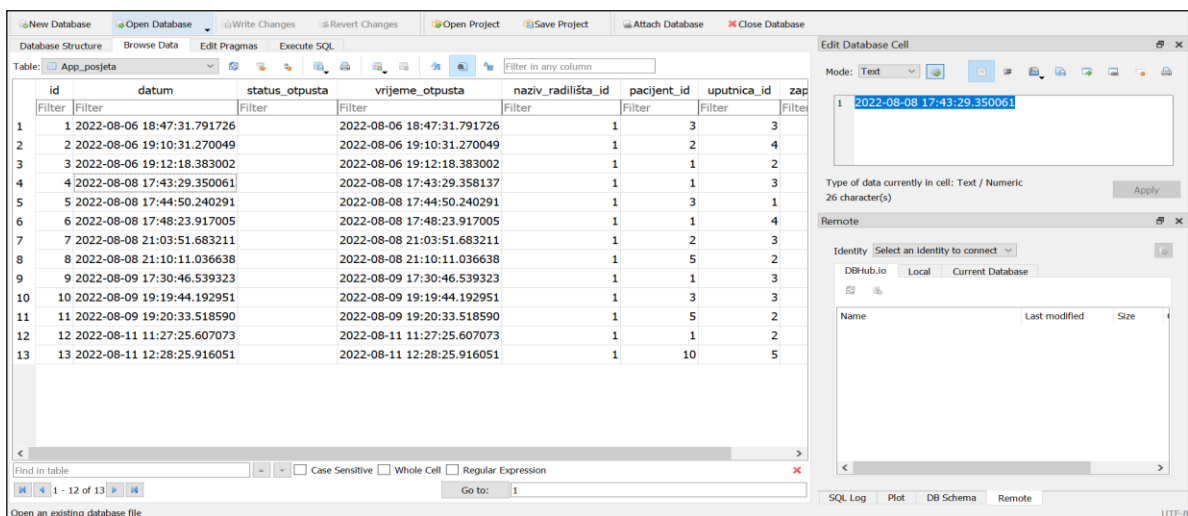 New Database Open Database Write Changes Revert Changes Open Project Save Project Attach Database Close Database
Database Structure Browse Data Edit Pragmas Execute SQL
Table: App_posjeta Filter in any column
id datum status_otpusta vrijeme_otpusta naziv_radilišta_id pacijent_id uputnica_id zap
Filter Filter Filter Filter Filter Filter Filter Filter
1 1 2022-08-06 18:47:31.791726 2022-08-06 18:47:31.791726 1 3 3
2 2 2022-08-06 19:10:31.270049 2022-08-06 19:10:31.270049 1 2 4
3 3 2022-08-06 19:12:18.383002 2022-08-06 19:12:18.383002 1 1 2
4 4 2022-08-08 17:43:29.350061 2022-08-08 17:43:29.358137 1 1 3
5 5 2022-08-08 17:44:50.240291 2022-08-08 17:44:50.240291 1 3 1
6 6 2022-08-08 17:48:23.917005 2022-08-08 17:48:23.917005 1 1 4
7 7 2022-08-08 21:03:51.683211 2022-08-08 21:03:51.683211 1 2 3
8 8 2022-08-08 21:10:11.036638 2022-08-08 21:10:11.036638 1 5 2
9 9 2022-08-09 17:30:46.539323 2022-08-09 17:30:46.539323 1 1 3
10 10 2022-08-09 19:19:44.192951 2022-08-09 19:19:44.192951 1 3 3
11 11 2022-08-09 19:20:33.518590 2022-08-09 19:20:33.518590 1 5 2
12 12 2022-08-11 11:27:25.607073 2022-08-11 11:27:25.607073 1 1 2
13 13 2022-08-11 12:28:25.916051 2022-08-11 12:28:25.916051 1 10 5
Find in table Case Sensitive Whole Cell Regular Expression
1 - 12 of 13 Go to: 1
Open an existing database file
Edit Database Cell
Mode: Text
1 2022-08-08 17:43:29.350061
Type of data currently in cell: Text / Numeric
26 character(s)
Apply
Remote
Identity Select an identity to connect
DBHub.io Local Current Database
Name Last modified Size
SQL Log Plot DB Schema Remote
UTF-8